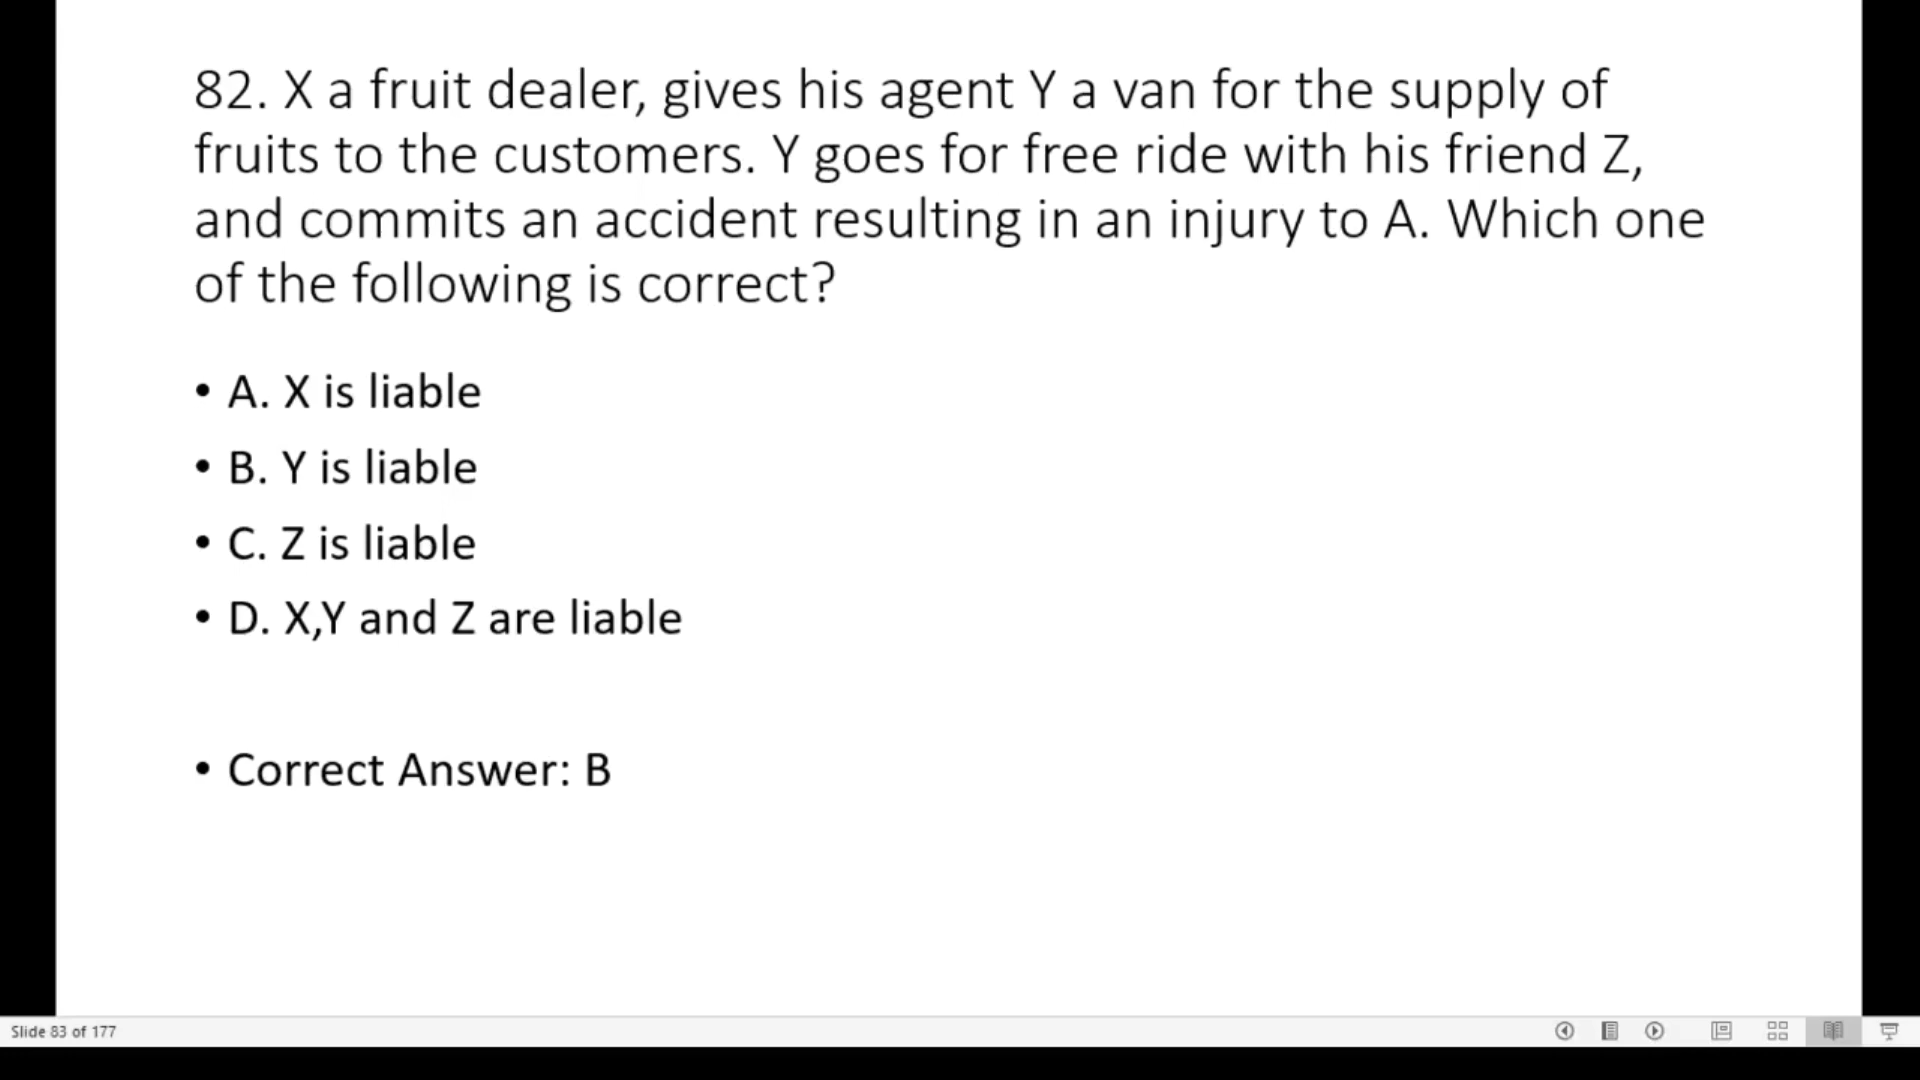 82. X a fruit dealer, gives his agent Y a van for the supply of
fruits to the customers. Y goes for free ride with his friend Z,
and commits an accident resulting in an injury to A. Which one
of the following is correct?
• A. X is liable
• B. Y is liable
• C. Z is liable
• D. X,Y and Z are liable
• Correct Answer: B
Slide 83 of 177